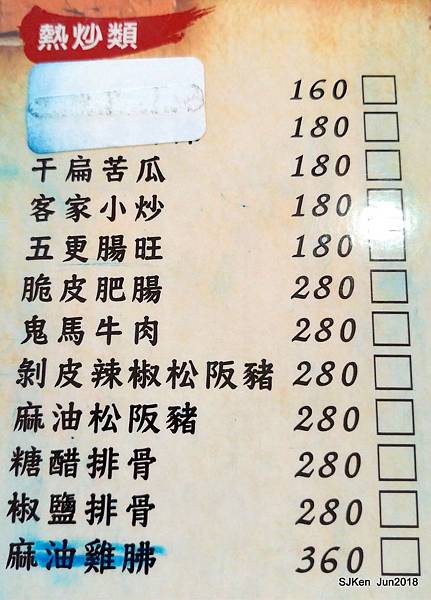 熱炒類
160
180
干扁苦瓜 180
客家小炒 180
五更腸旺 180
脆皮肥腸 280
鬼馬牛肉 280
剝皮辣椒松阪豬 280
麻油松阪豬 280
糖醋排骨 280
椒鹽排骨 280
麻油雞胇 360
SJKen Jun2018